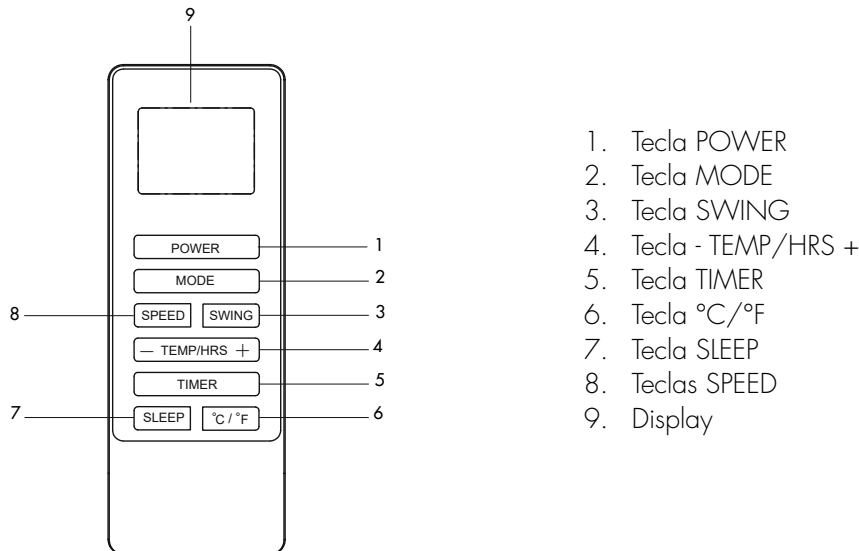 9
POWER 1
MODE 2
8 SPEED SWING 3
— TEMP/HRS + 4
TIMER 5
7 SLEEP °C / °F 6
1. Tecla POWER
2. Tecla MODE
3. Tecla SWING
4. Tecla - TEMP/HRS +
5. Tecla TIMER
6. Tecla °C/°F
7. Tecla SLEEP
8. Teclas SPEED
9. Display